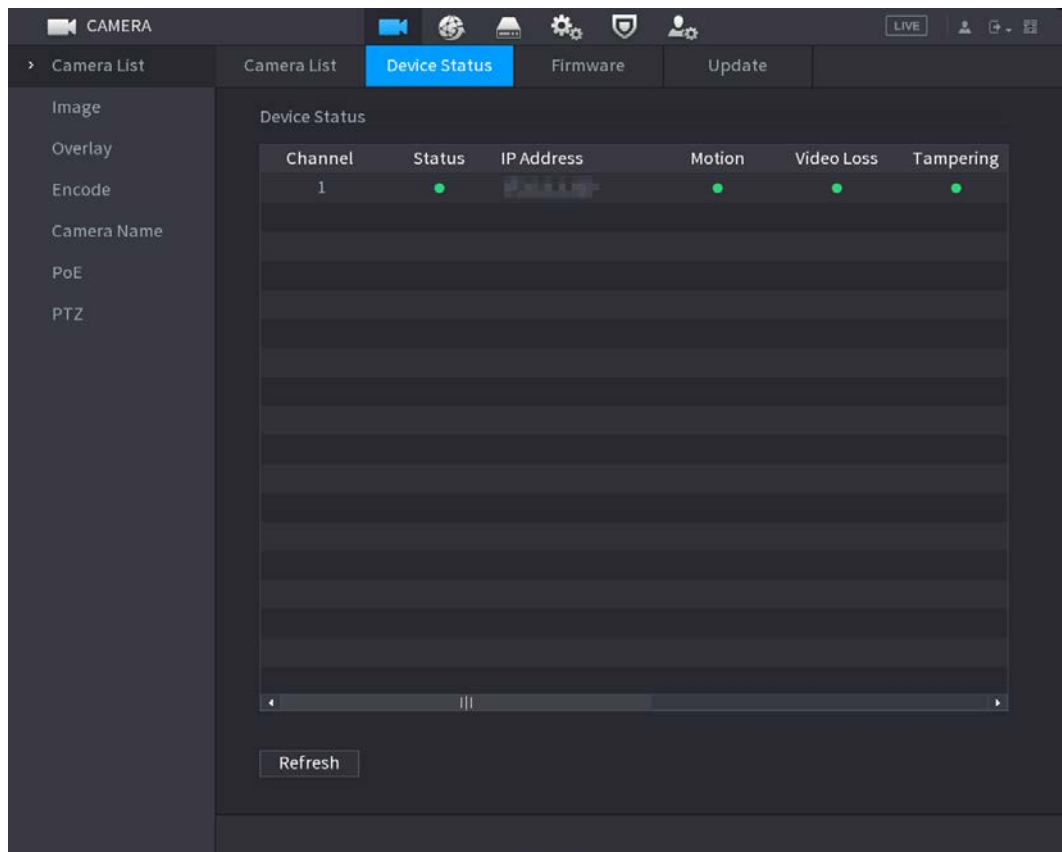 CAMERA
LIVE
Camera List
Image
Overlay
Encode
Camera Name
PoE
PTZ
Camera List Device Status Firmware Update
Device Status
Channel Status IP Address Motion Video Loss Tampering
1
Refresh